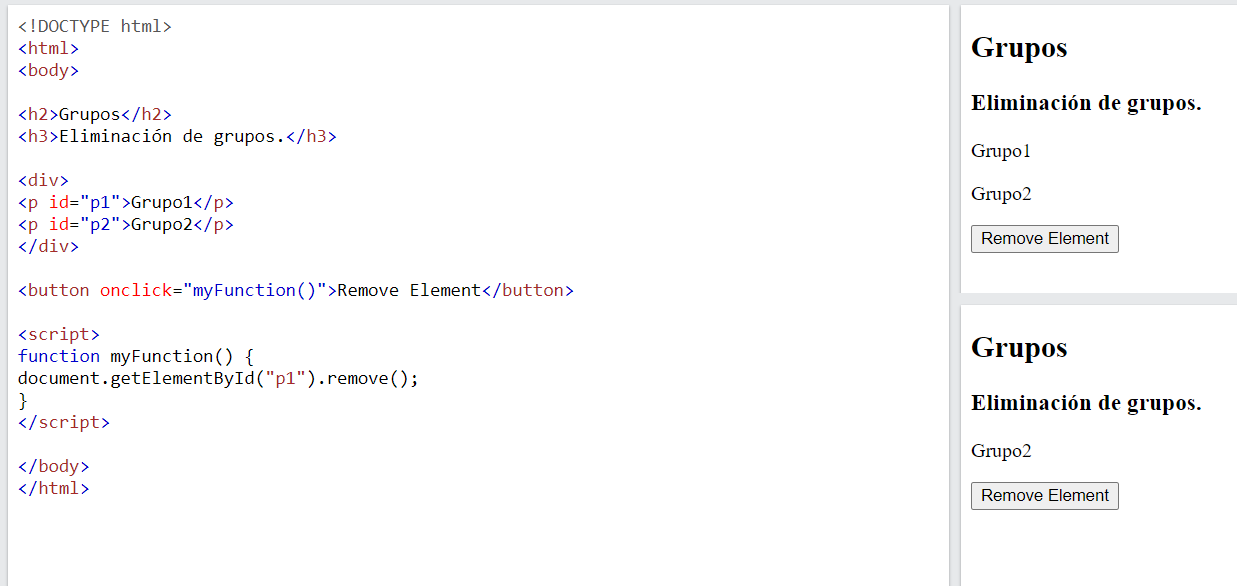 <!DOCTYPE html>
<html>
<body>
<h2>Grupos</h2>
<h3>Eliminación de grupos.</h3>
<div>
<p id="p1">Grupo1</p>
<p id="p2">Grupo2</p>
</div>
<button onclick="myFunction()">Remove Element</button>
<script>
function myFunction() {
document.getElementById("p1").remove();
}
</script>
</body>
</html>
Grupos
Eliminación de grupos.
Grupo1
Grupo2
Remove Element
Grupos
Eliminación de grupos.
Grupo2
Remove Element